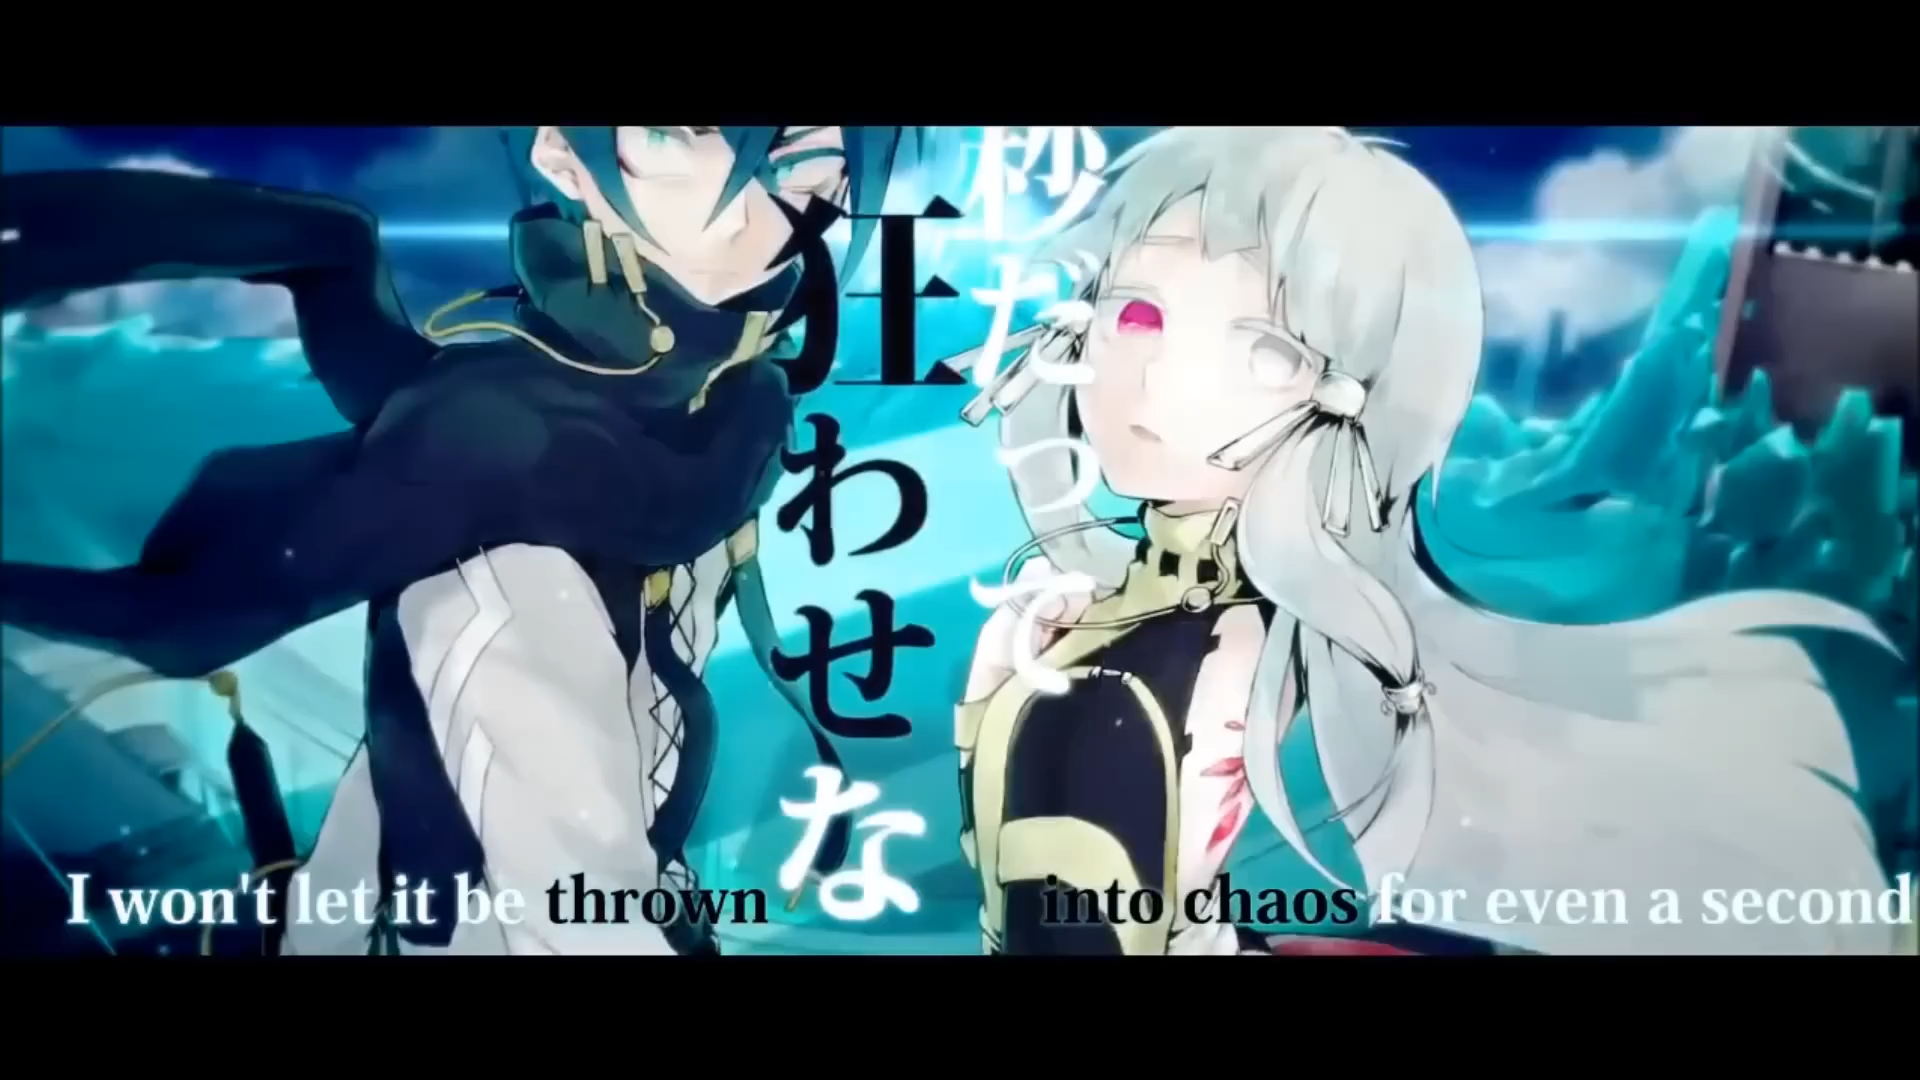 秒だって
狂わせな
I won't let it be thrown into chaos for even a second